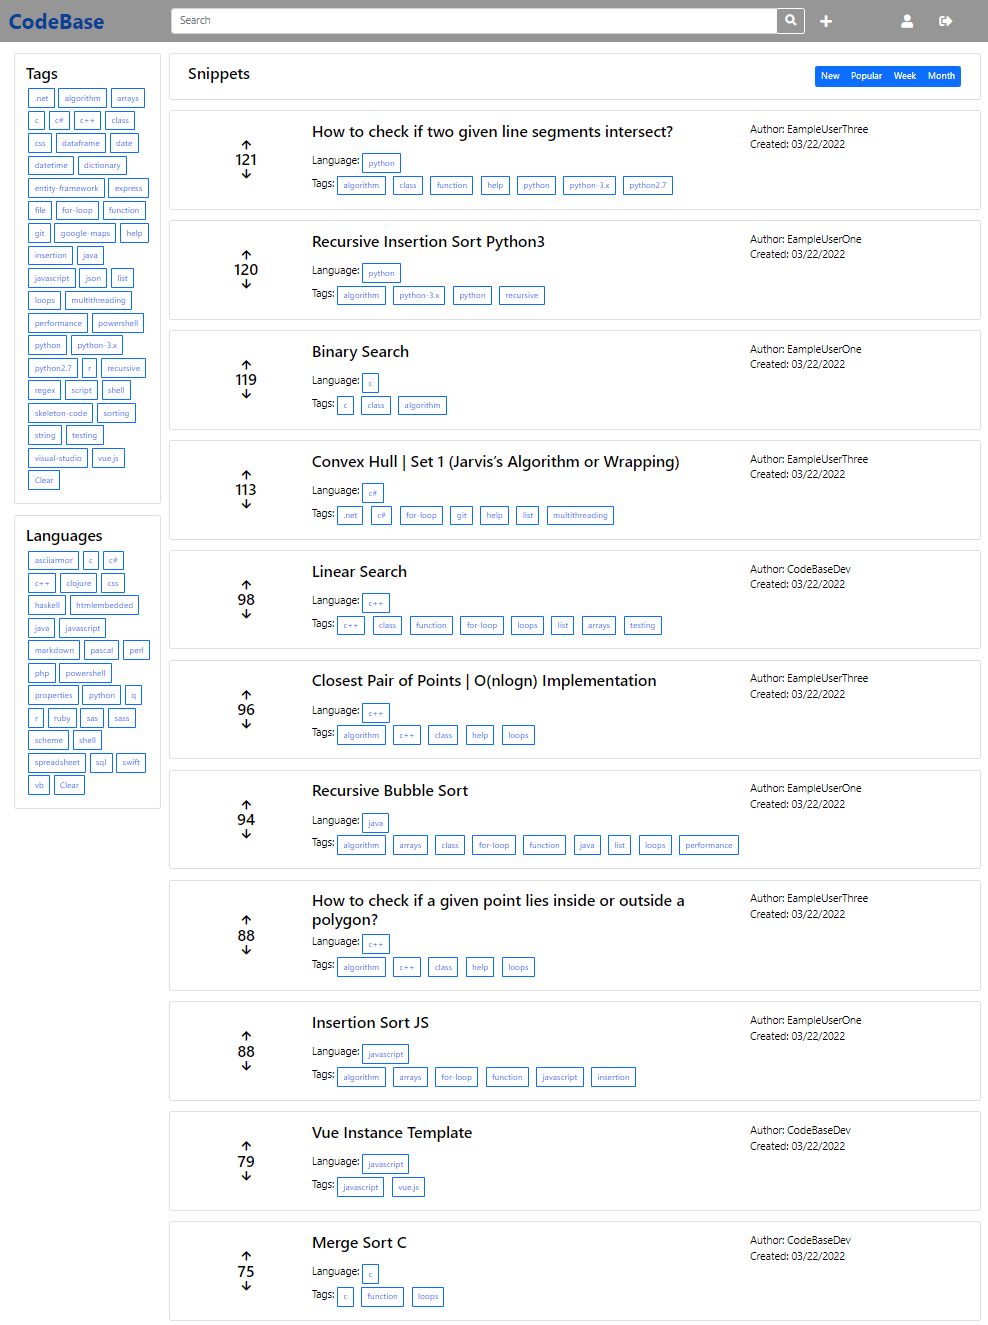 CodeBase
Search
Tags
.net algorithm arrays
c c# c++ class
css dataframe date
datetime dictionary
entity-framework express
file for-loop function
git google-maps help
insertion java
javascript json list
loops multithreading
performance powershell
python python-3.x
python2.7 r recursive
regex script shell
skeleton-code sorting
string testing
visual-studio vue.js
Clear
Languages
asciiarmor c c#
c++ clojure css
haskell htmlembedded
java javascript
markdown pascal perl
php powershell
properties python q
r ruby sas sass
scheme shell
spreadsheet sql swift
vb Clear
Snippets
New Popular Week Month
121
How to check if two given line segments intersect?
Language: python
Tags: algorithm class function help python python-3.x python2.7
Author: EampleUserThree
Created: 03/22/2022
120
Recursive Insertion Sort Python3
Language: python
Tags: algorithm python-3.x python recursive
Author: EampleUserOne
Created: 03/22/2022
119
Binary Search
Language: c
Tags: c class algorithm
Author: EampleUserOne
Created: 03/22/2022
113
Convex Hull | Set 1 (Jarvis’s Algorithm or Wrapping)
Language: c#
Tags: .net c# for-loop git help list multithreading
Author: EampleUserThree
Created: 03/22/2022
98
Linear Search
Language: c++
Tags: c++ class function for-loop loops list arrays testing
Author: CodeBaseDev
Created: 03/22/2022
96
Closest Pair of Points | O(nlogn) Implementation
Language: c++
Tags: algorithm c++ class help loops
Author: EampleUserThree
Created: 03/22/2022
94
Recursive Bubble Sort
Language: java
Tags: algorithm arrays class for-loop function java list loops performance
Author: EampleUserOne
Created: 03/22/2022
88
How to check if a given point lies inside or outside a
polygon?
Language: c++
Tags: algorithm c++ class help loops
Author: EampleUserThree
Created: 03/22/2022
88
Insertion Sort JS
Language: javascript
Tags: algorithm arrays for-loop function javascript insertion
Author: EampleUserOne
Created: 03/22/2022
79
Vue Instance Template
Language: javascript
Tags: javascript vue.js
Author: CodeBaseDev
Created: 03/22/2022
75
Merge Sort C
Language: c
Tags: c function loops
Author: CodeBaseDev
Created: 03/22/2022